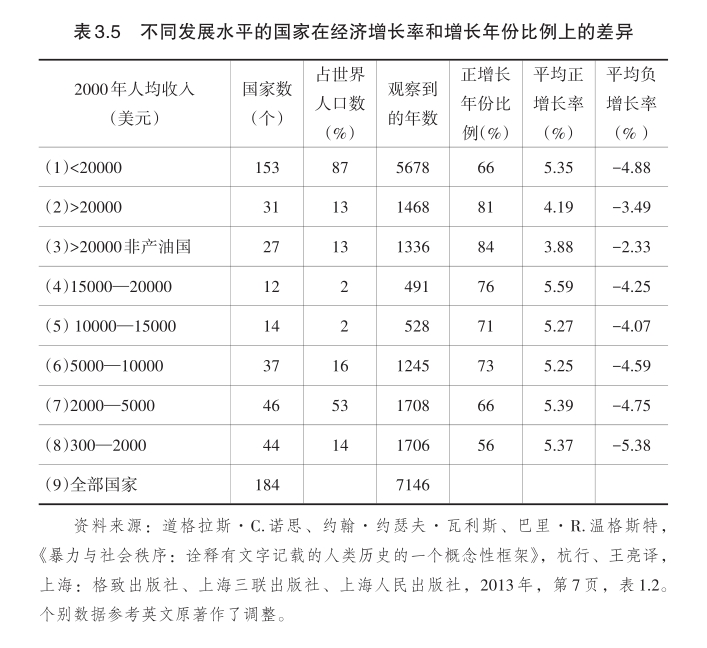 表3.5 不同发展水平的国家在经济增长率和增长年份比例上的差异
2000年人均收入（美元） 国家数（个） 占世界人口数（%） 观察到的年数 正增长年份比例(%) 平均正增长率（%） 平均负增长率（%）
(1)<20000 153 87 5678 66 5.35 -4.88
(2)>20000 31 13 1468 81 4.19 -3.49
(3)>20000非产油国 27 13 1336 84 3.88 -2.33
(4)15000—20000 12 2 491 76 5.59 -4.25
(5) 10000—15000 14 2 528 71 5.27 -4.07
(6)5000—10000 37 16 1245 73 5.25 -4.59
(7)2000—5000 46 53 1708 66 5.39 -4.75
(8)300—2000 44 14 1706 56 5.37 -5.38
(9)全部国家 184 7146
资料来源：道格拉斯·C.诺思、约翰·约瑟夫·瓦利斯、巴里·R.温格斯特，
《暴力与社会秩序：诠释有文字记载的人类历史的一个概念性框架》，杭行、王亮译，
上海：格致出版社、上海三联出版社、上海人民出版社，2013年，第7页，表1.2。
个别数据参考英文原著作了调整。